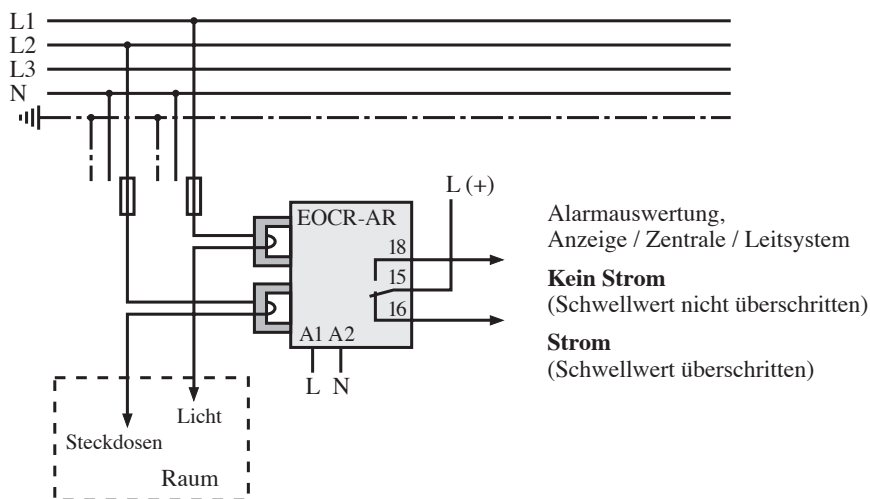 L1
L2
L3
N
L (+)
EOCR-AR
18
15
16
A1 A2
L N
Alarmauswertung,
Anzeige / Zentrale / Leitsystem
Kein Strom
(Schwellwert nicht überschritten)
Strom
(Schwellwert überschritten)
Licht
Steckdosen
Raum